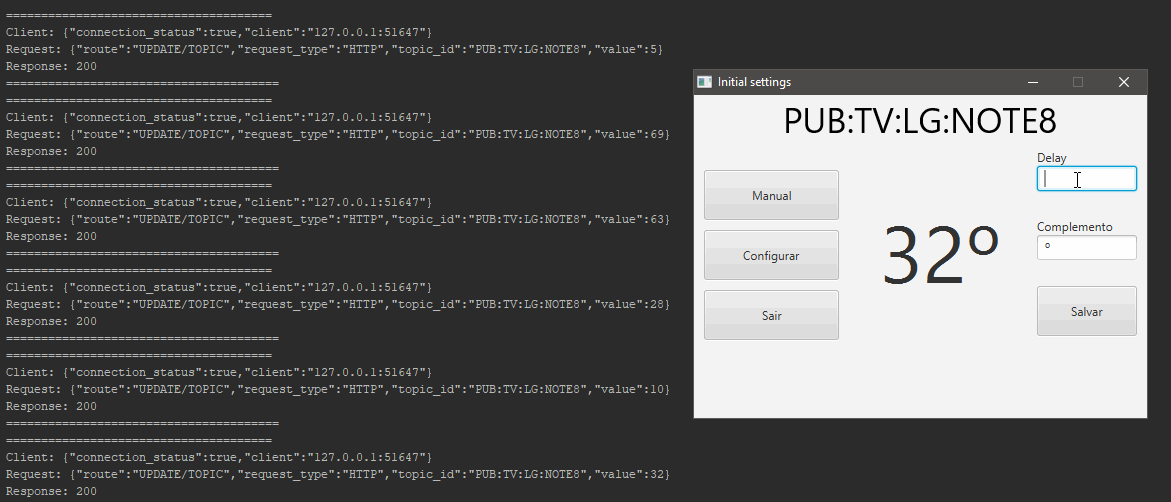 ======================================
Client: {"connection_status":true,"client":"127.0.0.1:51647"}
Request: {"route":"UPDATE/TOPIC","request_type":"HTTP","topic_id":"PUB:TV:LG:NOTE8","value":5}
Response: 200
=======================================
======================================
Client: {"connection_status":true,"client":"127.0.0.1:51647"}
Request: {"route":"UPDATE/TOPIC","request_type":"HTTP","topic_id":"PUB:TV:LG:NOTE8","value":69}
Response: 200
=======================================
======================================
Client: {"connection_status":true,"client":"127.0.0.1:51647"}
Request: {"route":"UPDATE/TOPIC","request_type":"HTTP","topic_id":"PUB:TV:LG:NOTE8","value":63}
Response: 200
=======================================
======================================
Client: {"connection_status":true,"client":"127.0.0.1:51647"}
Request: {"route":"UPDATE/TOPIC","request_type":"HTTP","topic_id":"PUB:TV:LG:NOTE8","value":28}
Response: 200
=======================================
======================================
Client: {"connection_status":true,"client":"127.0.0.1:51647"}
Request: {"route":"UPDATE/TOPIC","request_type":"HTTP","topic_id":"PUB:TV:LG:NOTE8","value":10}
Response: 200
=======================================
======================================
Client: {"connection_status":true,"client":"127.0.0.1:51647"}
Request: {"route":"UPDATE/TOPIC","request_type":"HTTP","topic_id":"PUB:TV:LG:NOTE8","value":32}
Response: 200
Initial settings
PUB:TV:LG:NOTE8
Manual
Configurar
Sair
32º
Delay
Complemento
º
Salvar